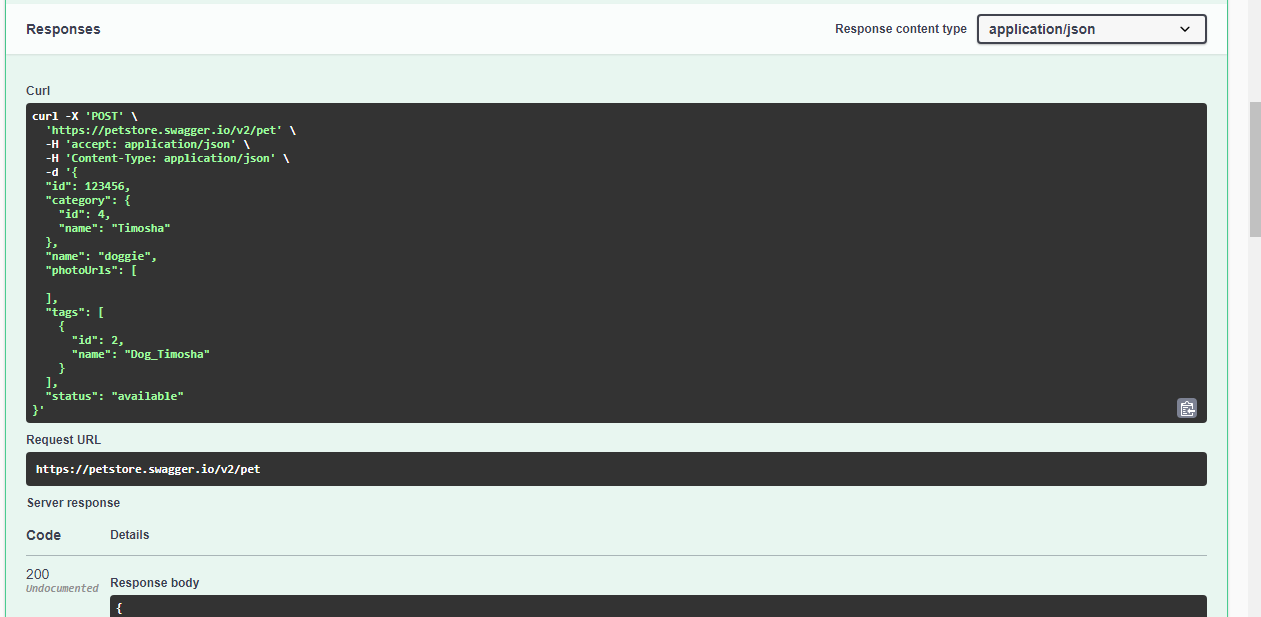 Responses
Response content type
application/json
Curl
curl -X 'POST' \
  'https://petstore.swagger.io/v2/pet' \
  -H 'accept: application/json' \
  -H 'Content-Type: application/json' \
  -d '{
  "id": 123456,
  "category": {
    "id": 4,
    "name": "Timosha"
  },
  "name": "doggie",
  "photoUrls": [
  ],
  "tags": [
    {
      "id": 2,
      "name": "Dog_Timosha"
    }
  ],
  "status": "available"
}'
Request URL
https://petstore.swagger.io/v2/pet
Server response
Code
Details
200
Undocumented
Response body
{